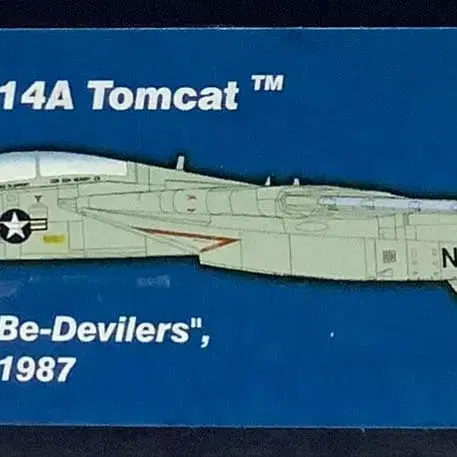 14A Tomcat ™
N
Be-Devilers",
1987